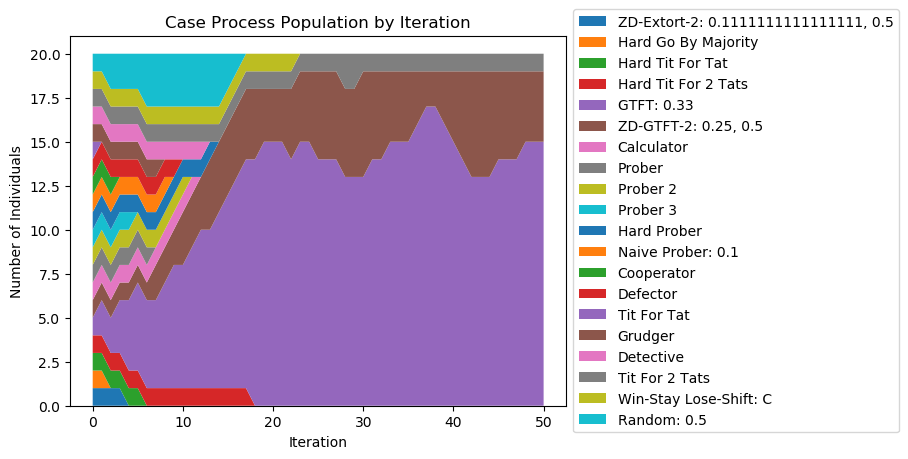 Case Process Population by Iteration
20.0
17.5
15.0
12.5
10.0
7.5
5.0
2.5
0.0
Number of Individuals
0 10 20 30 40 50
Iteration
ZD-Extort-2: 0.1111111111111111, 0.5
Hard Go By Majority
Hard Tit For Tat
Hard Tit For 2 Tats
GTFT: 0.33
ZD-GTFT-2: 0.25, 0.5
Calculator
Prober
Prober 2
Prober 3
Hard Prober
Naive Prober: 0.1
Cooperator
Defector
Tit For Tat
Grudger
Detective
Tit For 2 Tats
Win-Stay Lose-Shift: C
Random: 0.5